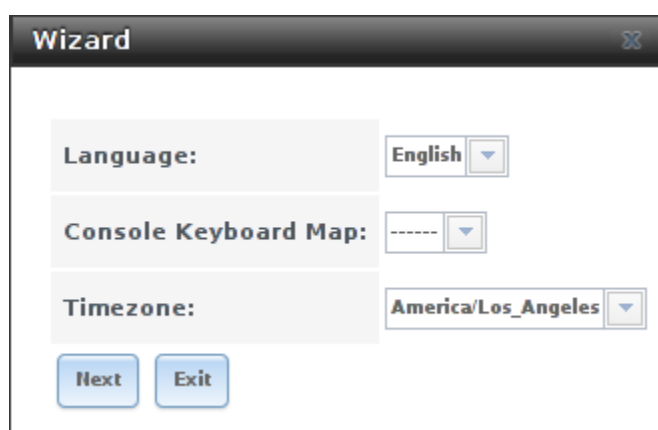 Wizard
Language: English
Console Keyboard Map: ------
Timezone: America/Los_Angeles
Next Exit